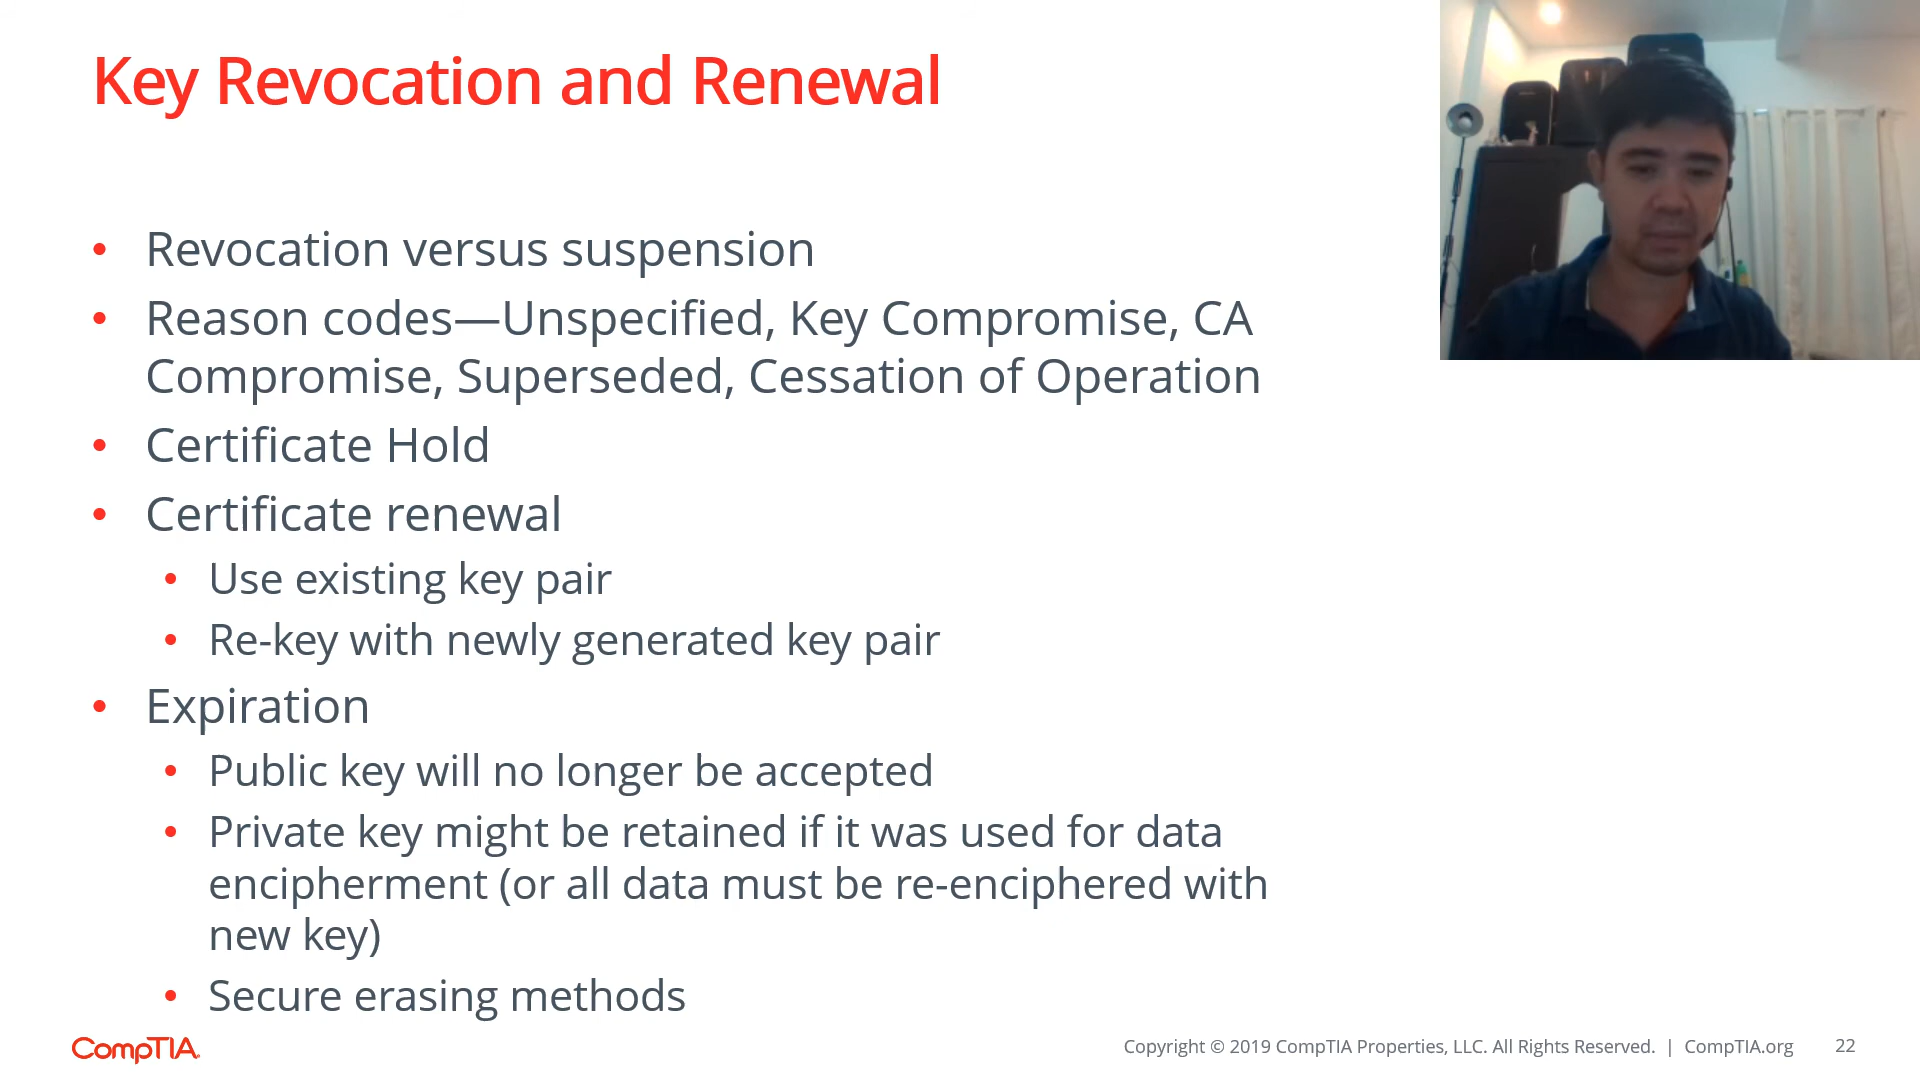 Key Revocation and Renewal
• Revocation versus suspension
• Reason codes—Unspecified, Key Compromise, CA
Compromise, Superseded, Cessation of Operation
• Certificate Hold
• Certificate renewal
• Use existing key pair
• Re-key with newly generated key pair
• Expiration
• Public key will no longer be accepted
• Private key might be retained if it was used for data
encipherment (or all data must be re-enciphered with
new key)
• Secure erasing methods
CompTIA
Copyright © 2019 CompTIA Properties, LLC. All Rights Reserved. | CompTIA.org 22